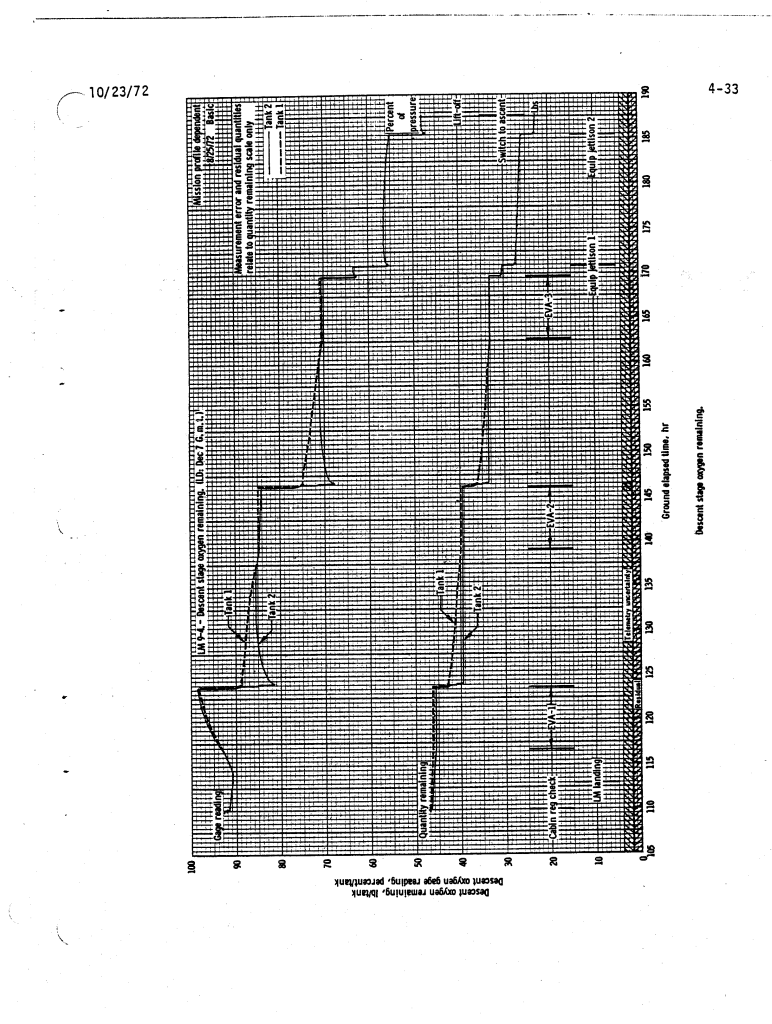 10/23/72
4-33
LM 9-4. - Descent stage oxygen remaining. (LD: Dec 7 G.m.t.)
Mission profile dependent
8/25/72 Basic
Measurement error and residual quantities
relate to quantity remaining scale only
Tank 2
Tank 1
Gage reading
Tank 1
Tank 2
Percent
of
pressure
Quantity remaining
Tank 1
Tank 2
Lift-off
Switch to ascent
Lbs
Cabin reg check
EVA-1
EVA-2
EVA-3
LM landing
Equip jettison 1
Equip jettison 2
Telemetry uncertainty
Residual
Descent oxygen remaining, lb/tank
Descent oxygen gage reading, percent/tank
100
90
80
70
60
50
40
30
20
10
0
105 110 115 120 125 130 135 140 145 150 155 160 165 170 175 180 185 190
Ground elapsed time, hr
Descent stage oxygen remaining.